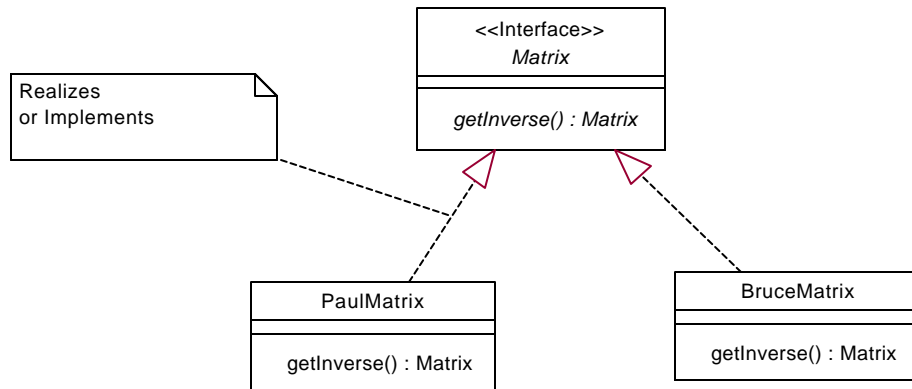 <<Interface>>
Matrix
getInverse() : Matrix
Realizes
or Implements
PaulMatrix
getInverse() : Matrix
BruceMatrix
getInverse() : Matrix